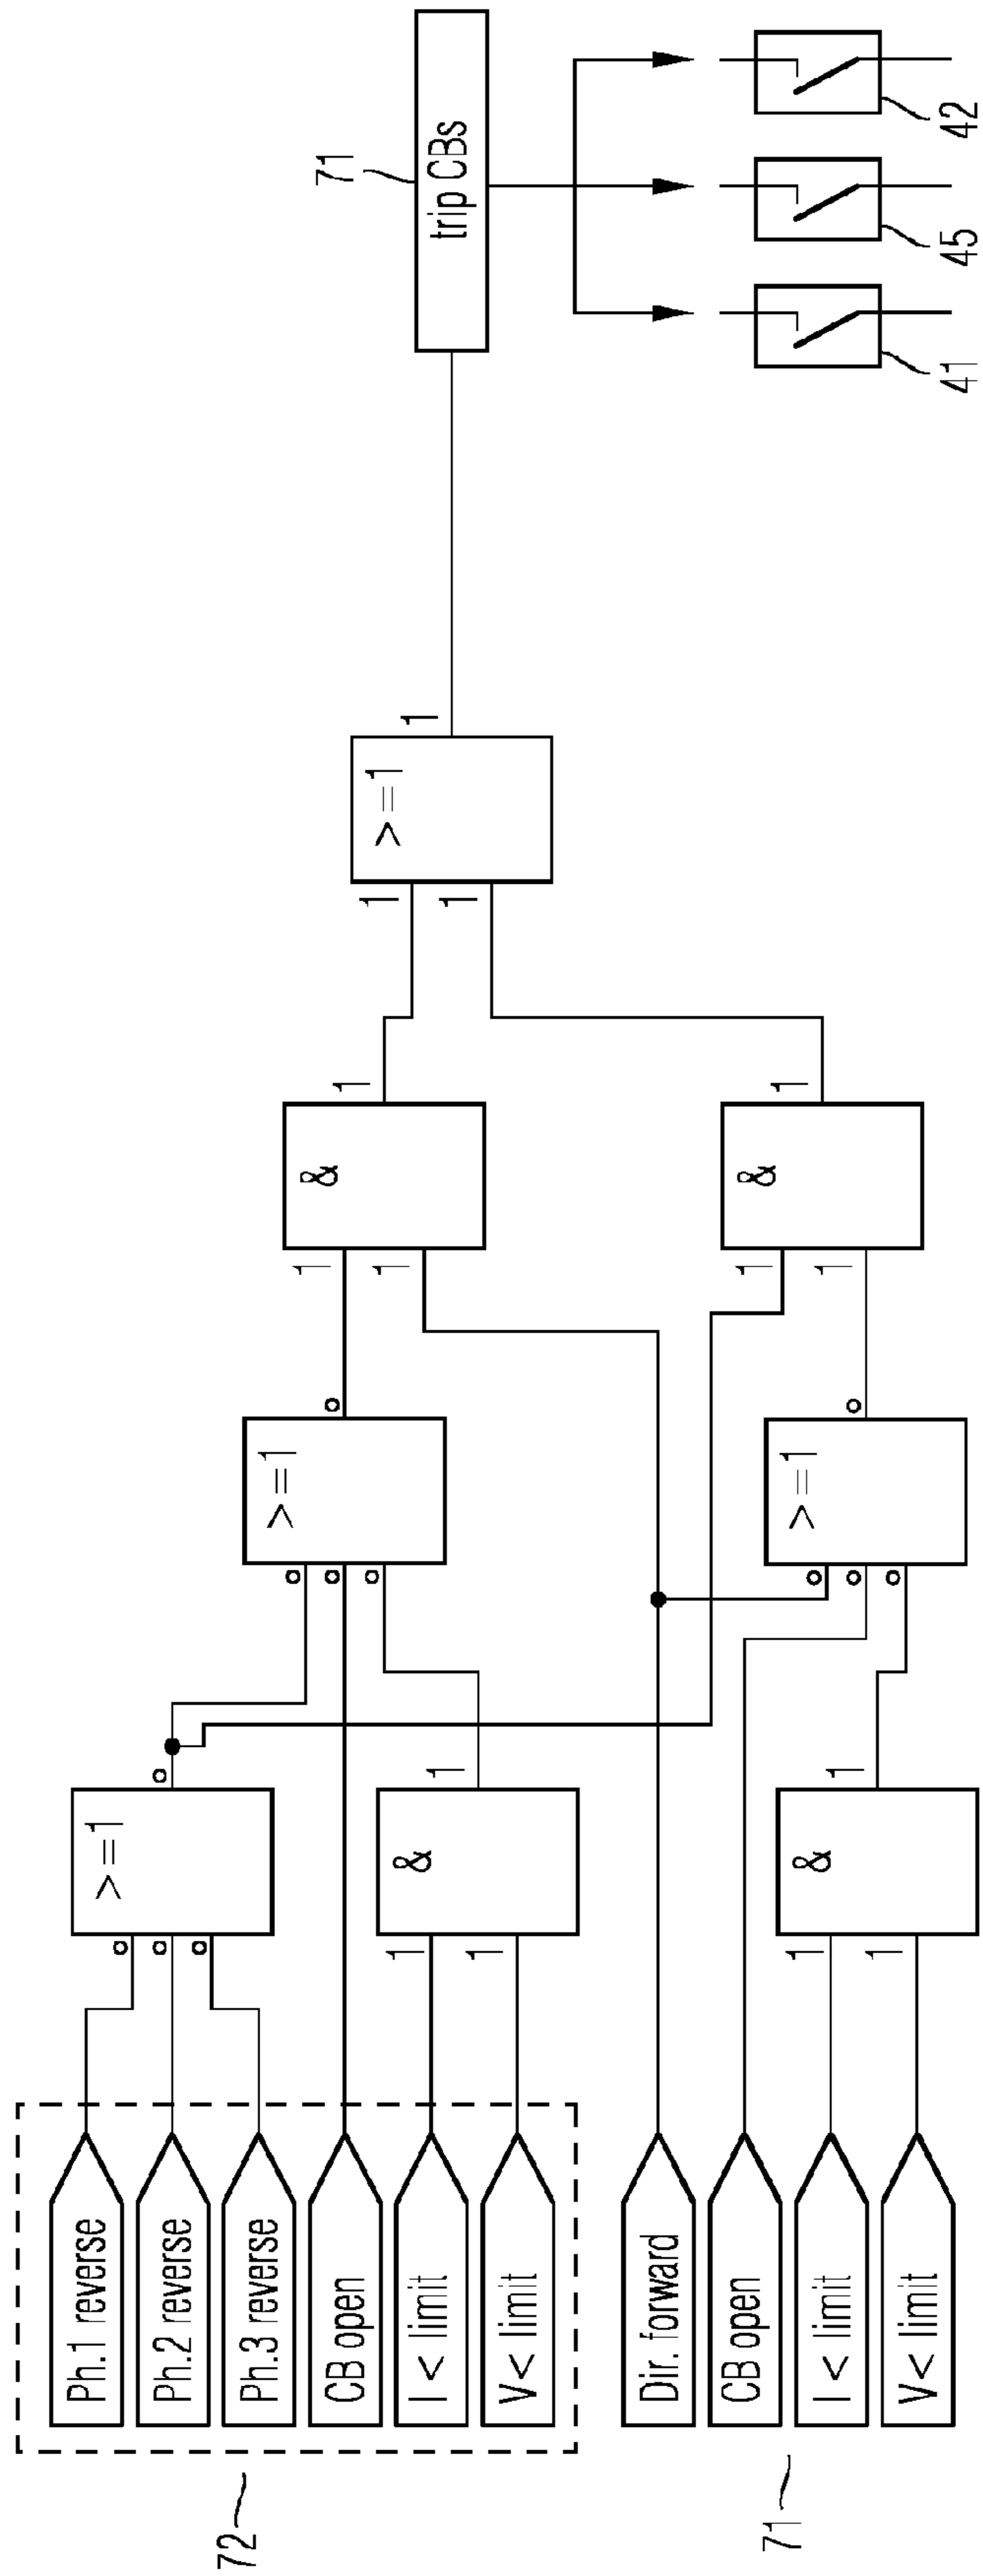 72
Ph.1 reverse
Ph.2 reverse
Ph.3 reverse
CB open
I < limit
V < limit
71
Dir. forward
CB open
I < limit
V < limit
>=1
1
1
&
1
1
1
&
1
>=1
>=1
1
1
&
1
1
1
&
1
1
1
>=1
1
71
trip CBs
41
45
42